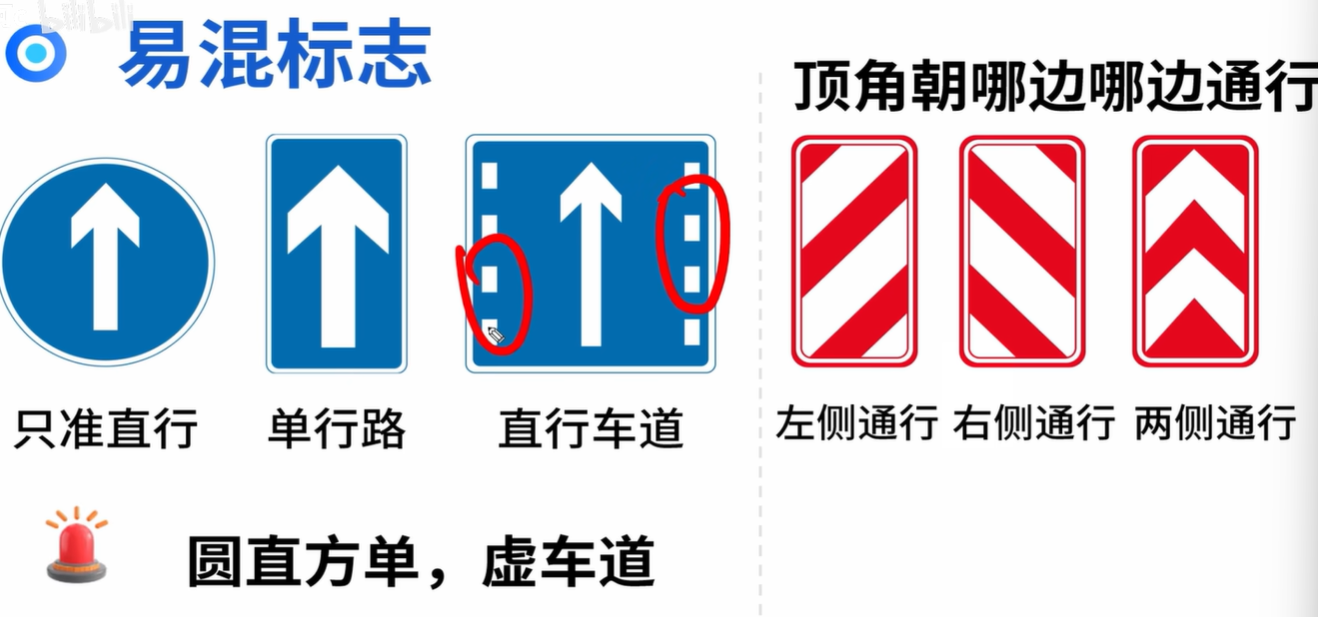 bilibili
易混标志
顶角朝哪边哪边通行
只准直行
单行路
直行车道
左侧通行
右侧通行
两侧通行
圆直方单，虚车道